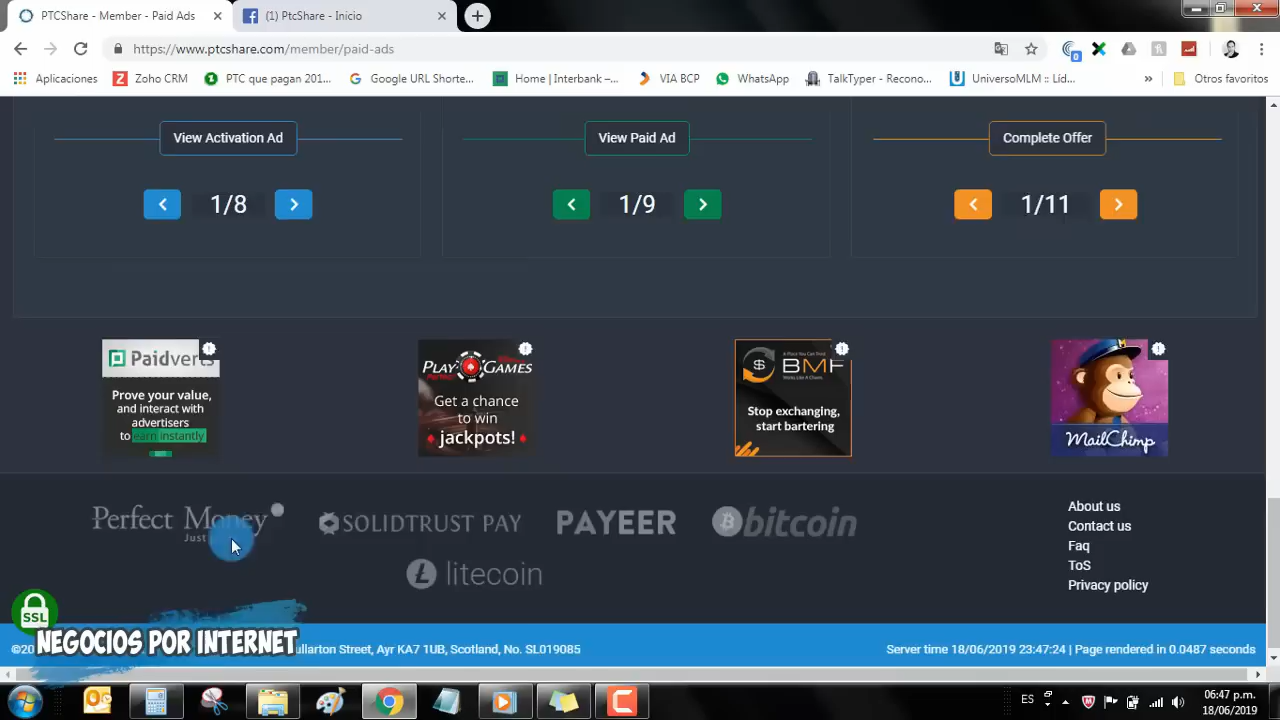 PTCShare - Member - Paid Ads
(1) PtcShare - Inicio
https://www.ptcshare.com/member/paid-ads
Aplicaciones
Zoho CRM
PTC que pagan 201...
Google URL Shorte...
Home | Interbank –...
VIA BCP
WhatsApp
TalkTyper - Recono...
UniversoMLM :: Líd...
»
Otros favoritos
View Activation Ad
View Paid Ad
Complete Offer
1/8
1/9
1/11
Paidverts
Prove your value,
and interact with
advertisers
to earn instantly
PLAY GAMES
Get a chance
to win
jackpots!
BMF
Stop exchanging,
start bartering
MailChimp
Perfect Money
Just
SOLIDTRUST PAY
PAYEER
bitcoin
litecoin
About us
Contact us
Faq
ToS
Privacy policy
SSL
NEGOCIOS POR INTERNET
©20
ullarton Street, Ayr KA7 1UB, Scotland, No. SL019085
Server time 18/06/2019 23:47:24 | Page rendered in 0.0487 seconds
ES
06:47 p.m.
18/06/2019